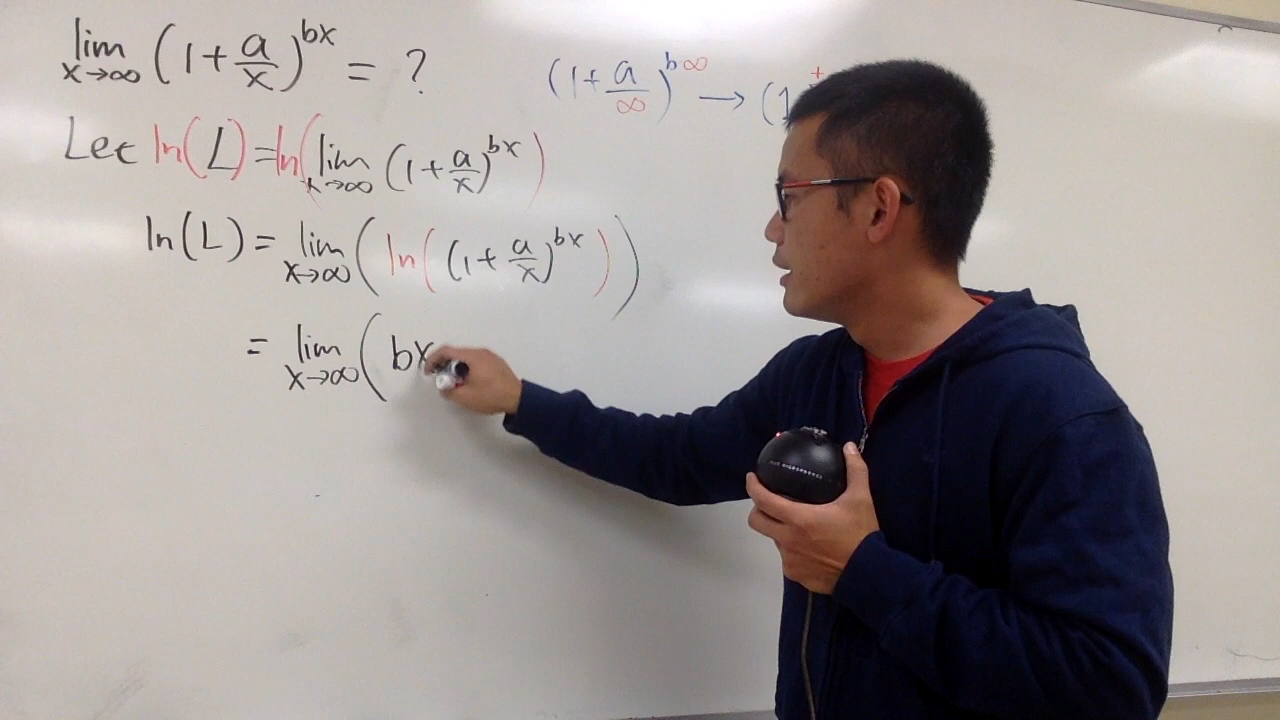 lim x→∞ (1+a/x)^bx = ?
(1+a/∞)^b∞ → (1+
Let ln(L)=ln(lim x→∞ (1+a/x)^bx)
ln(L)= lim x→∞ (ln((1+a/x)^bx))
= lim x→∞ (bx